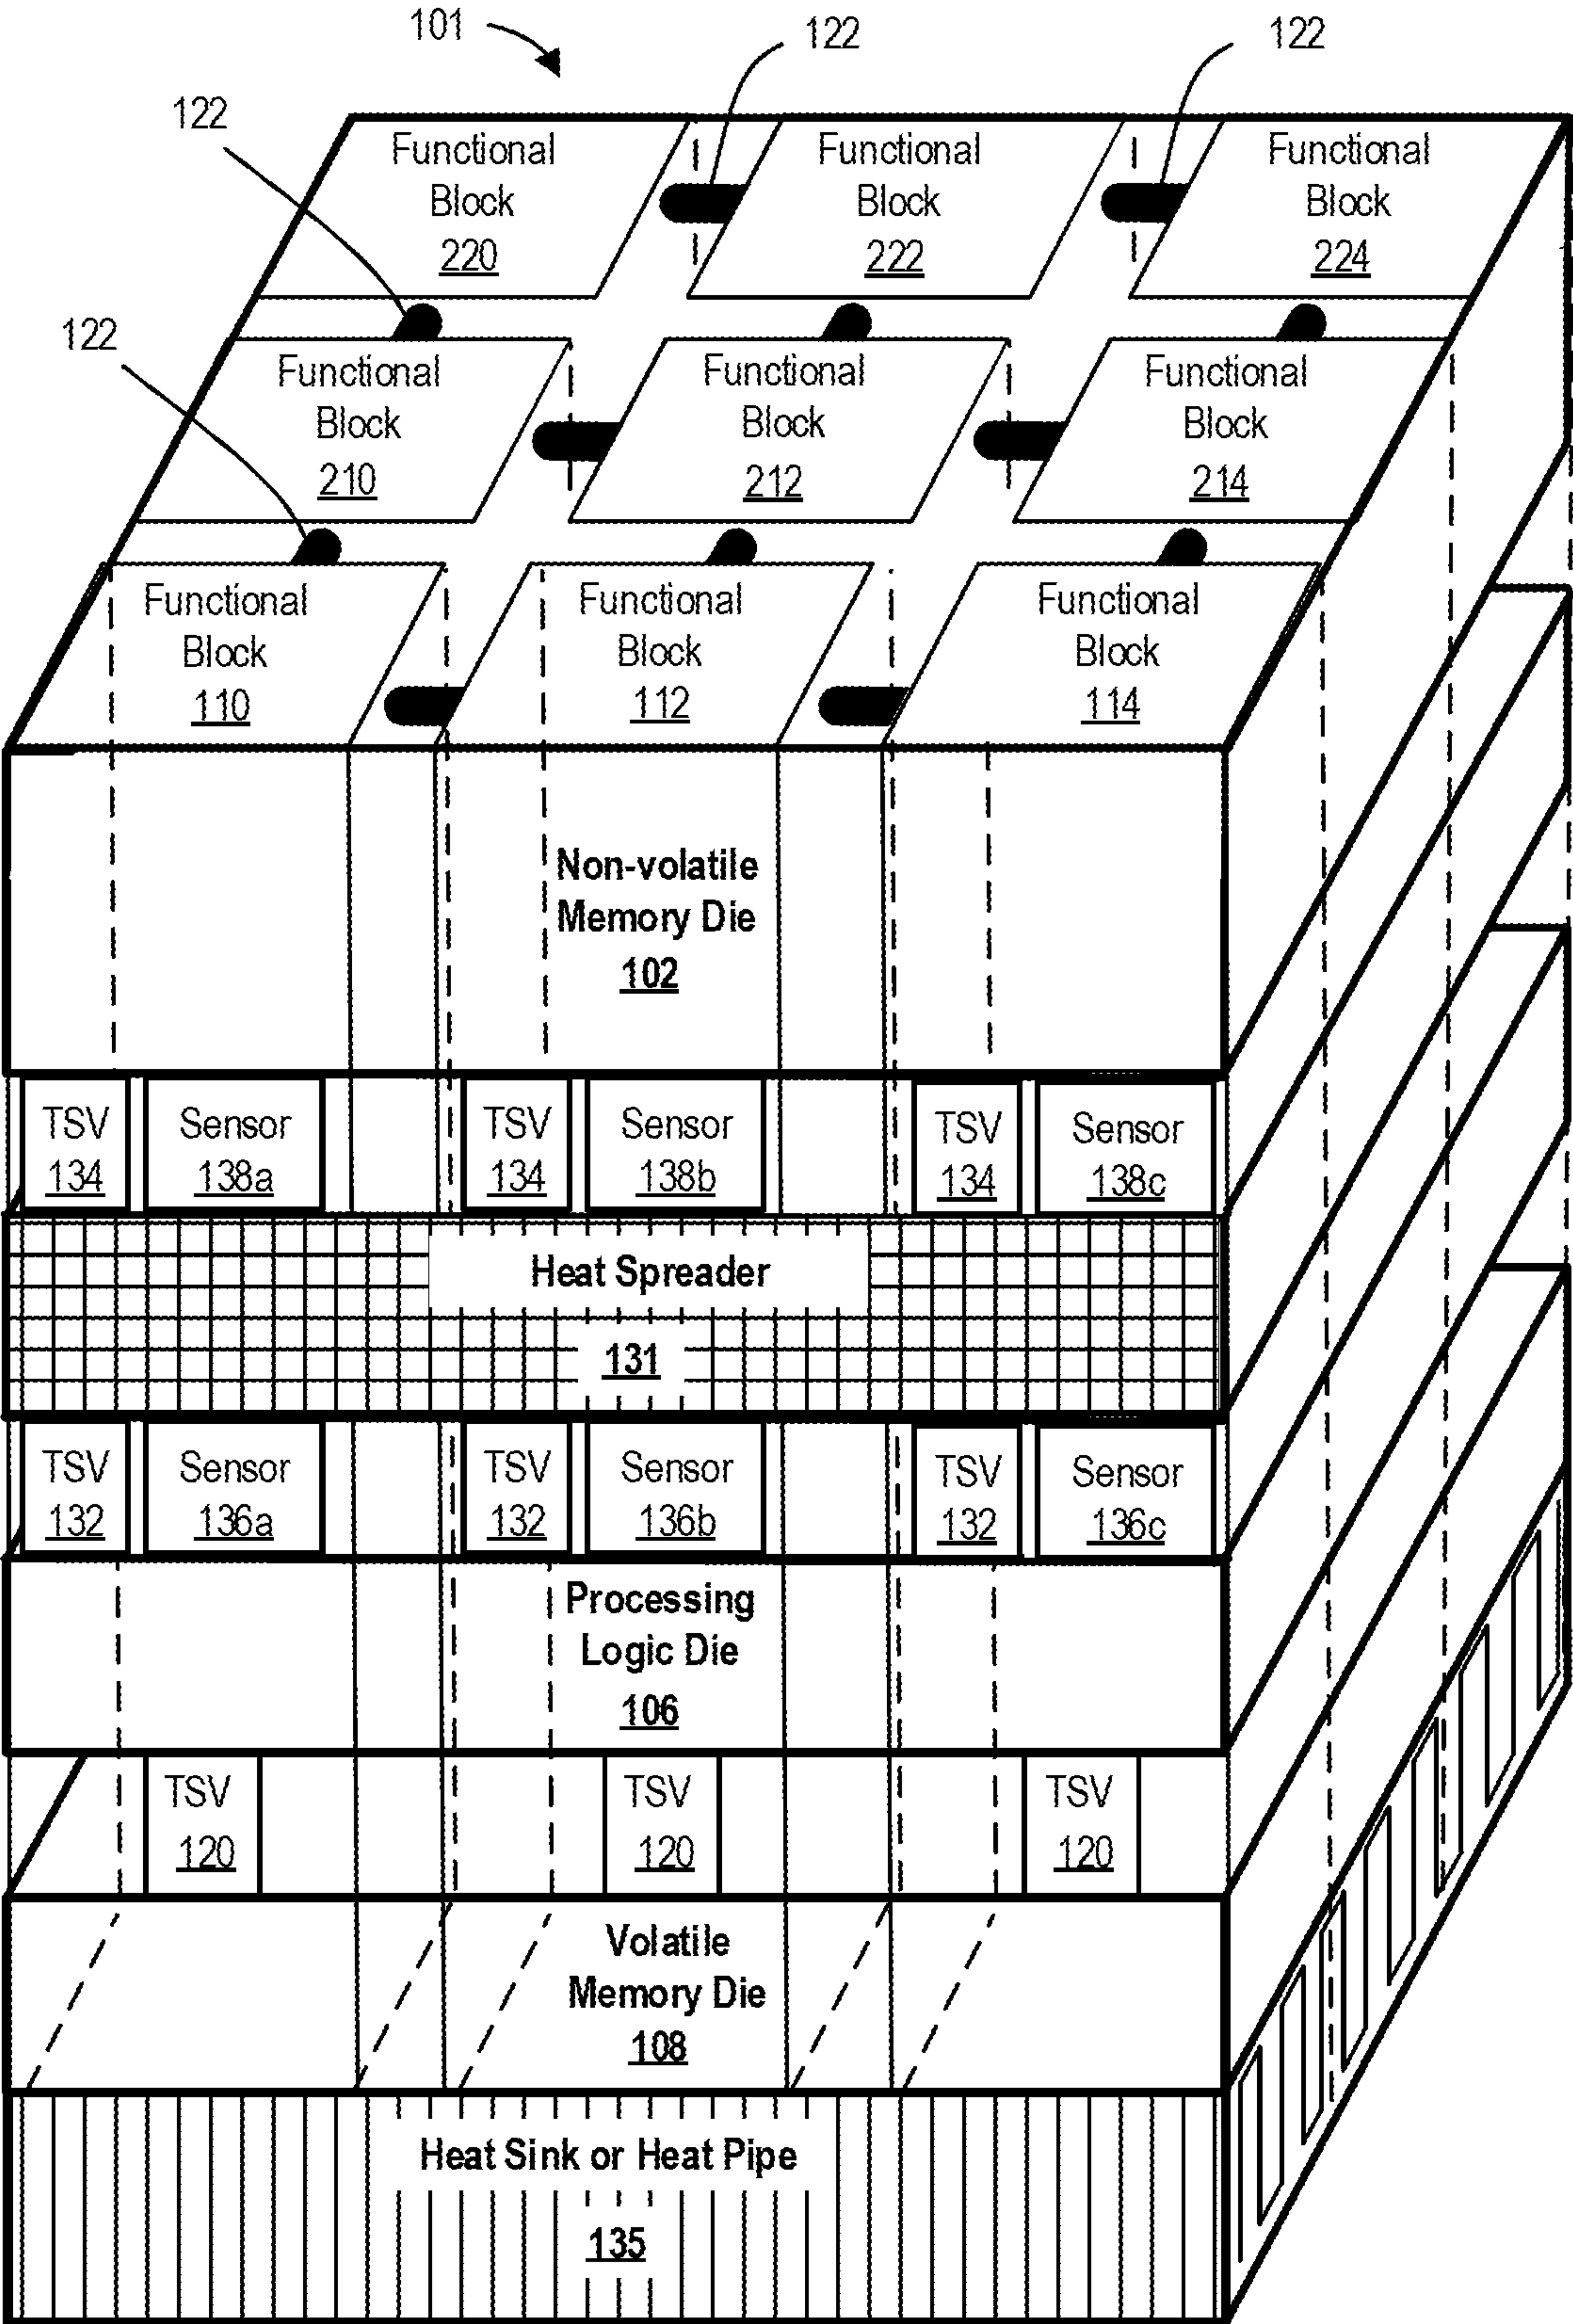 101
122
122
122
Functional
Block
220
Functional
Block
222
Functional
Block
224
122
Functional
Block
210
Functional
Block
212
Functional
Block
214
Functional
Block
110
Functional
Block
112
Functional
Block
114
Non-volatile
Memory Die
102
TSV
134
Sensor
138a
TSV
134
Sensor
138b
TSV
134
Sensor
138c
Heat Spreader
131
TSV
132
Sensor
136a
TSV
132
Sensor
136b
TSV
132
Sensor
136c
Processing
Logic Die
106
TSV
120
TSV
120
TSV
120
Volatile
Memory Die
108
Heat Sink or Heat Pipe
135